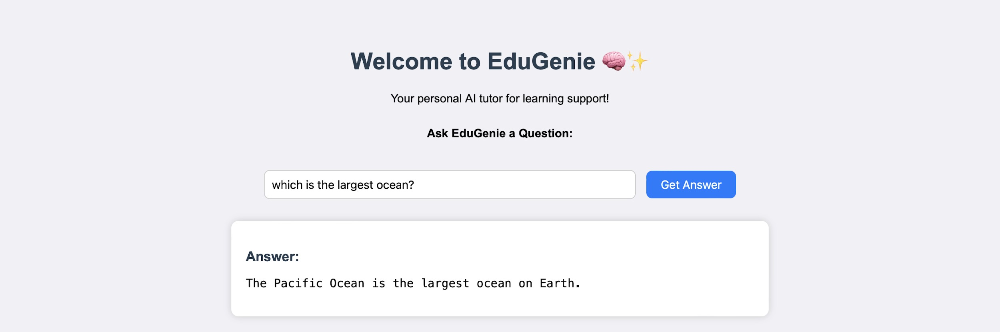 Welcome to EduGenie 🧠✨
Your personal AI tutor for learning support!
Ask EduGenie a Question:
which is the largest ocean?
Get Answer
Answer:
The Pacific Ocean is the largest ocean on Earth.